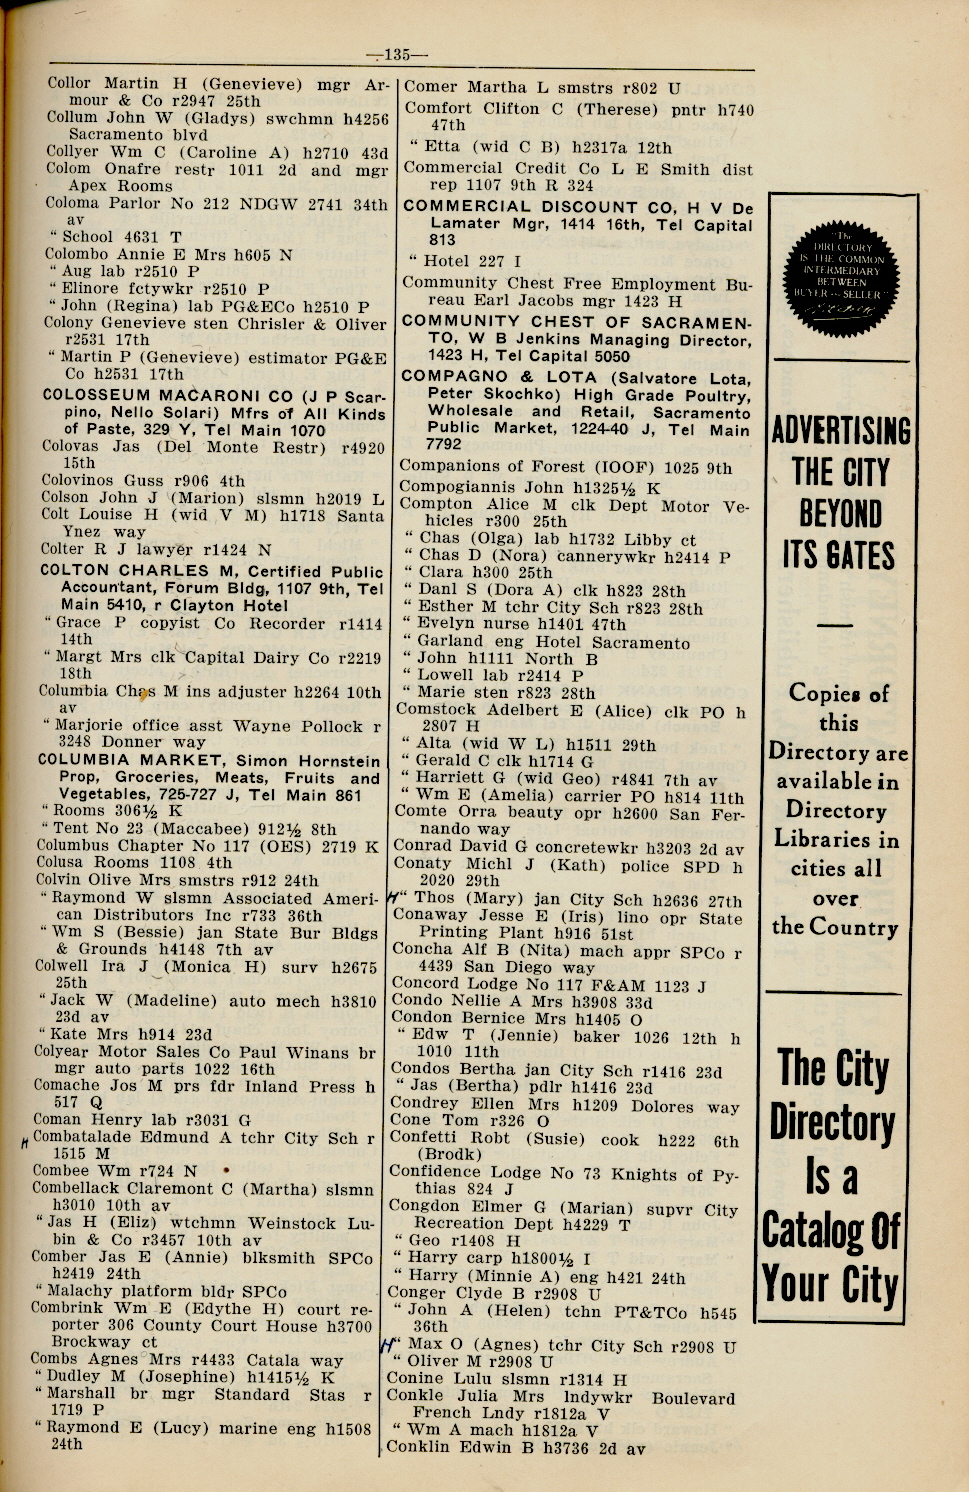 —135—
Collor Martin H (Genevieve) mgr Ar-
mour & Co r2947 25th
Collum John W (Gladys) swchmn h4256
Sacramento blvd
Collyer Wm C (Caroline A) h2710 43d
Colom Onafre restr 1011 2d and mgr
Apex Rooms
Coloma Parlor No 212 NDGW 2741 34th
av
" School 4631 T
Colombo Annie E Mrs h605 N
" Aug lab r2510 P
" Elinore fctywkr r2510 P
" John (Regina) lab PG&ECo h2510 P
Colony Genevieve sten Chrisler & Oliver
r2531 17th
" Martin P (Genevieve) estimator PG&E
Co h2531 17th
COLOSSEUM MACARONI CO (J P Scar-
pino, Nello Solari) Mfrs of All Kinds
of Paste, 329 Y, Tel Main 1070
Colovas Jas (Del Monte Restr) r4920
15th
Colovinos Guss r906 4th
Colson John J (Marion) slsmn h2019 L
Colt Louise H (wid V M) h1718 Santa
Ynez way
Colter R J lawyer r1424 N
COLTON CHARLES M, Certified Public
Accountant, Forum Bldg, 1107 9th, Tel
Main 5410, r Clayton Hotel
" Grace P copyist Co Recorder r1414
14th
" Margt Mrs clk Capital Dairy Co r2219
18th
Columbia Chas M ins adjuster h2264 10th
av
" Marjorie office asst Wayne Pollock r
3248 Donner way
COLUMBIA MARKET, Simon Hornstein
Prop, Groceries, Meats, Fruits and
Vegetables, 725-727 J, Tel Main 861
" Rooms 306½ K
" Tent No 23 (Maccabee) 912½ 8th
Columbus Chapter No 117 (OES) 2719 K
Colusa Rooms 1108 4th
Colvin Olive Mrs smstrs r912 24th
" Raymond W slsmn Associated Ameri-
can Distributors Inc r733 36th
" Wm S (Bessie) jan State Bur Bldgs
& Grounds h4148 7th av
Colwell Ira J (Monica H) surv h2675
25th
" Jack W (Madeline) auto mech h3810
23d av
" Kate Mrs h914 23d
Colyear Motor Sales Co Paul Winans br
mgr auto parts 1022 16th
Comache Jos M prs fdr Inland Press h
517 Q
Coman Henry lab r3031 G
H Combatalade Edmund A tchr City Sch r
1515 M
Combee Wm r724 N
Combellack Claremont C (Martha) slsmn
h3010 10th av
" Jas H (Eliz) wtchmn Weinstock Lu-
bin & Co r3457 10th av
Comber Jas E (Annie) blksmith SPCo
h2419 24th
" Malachy platform bldr SPCo
Combrink Wm E (Edythe H) court re-
porter 306 County Court House h3700
Brockway ct
Combs Agnes Mrs r4433 Catala way
" Dudley M (Josephine) h1415½ K
" Marshall br mgr Standard Stas r
1719 P
" Raymond E (Lucy) marine eng h1508
24th
Comer Martha L smstrs r802 U
Comfort Clifton C (Therese) pntr h740
47th
" Etta (wid C B) h2317a 12th
Commercial Credit Co L E Smith dist
rep 1107 9th R 324
COMMERCIAL DISCOUNT CO, H V De
Lamater Mgr, 1414 16th, Tel Capital
813
" Hotel 227 I
Community Chest Free Employment Bu-
reau Earl Jacobs mgr 1423 H
COMMUNITY CHEST OF SACRAMEN-
TO, W B Jenkins Managing Director,
1423 H, Tel Capital 5050
COMPAGNO & LOTA (Salvatore Lota,
Peter Skochko) High Grade Poultry,
Wholesale and Retail, Sacramento
Public Market, 1224-40 J, Tel Main
7792
Companions of Forest (IOOF) 1025 9th
Compogiannis John h1325½ K
Compton Alice M clk Dept Motor Ve-
hicles r300 25th
" Chas (Olga) lab h1732 Libby ct
" Chas D (Nora) cannerywkr h2414 P
" Clara h300 25th
" Danl S (Dora A) clk h823 28th
" Esther M tchr City Sch r823 28th
" Evelyn nurse h1401 47th
" Garland eng Hotel Sacramento
" John h1111 North B
" Lowell lab r2414 P
" Marie sten r823 28th
Comstock Adelbert E (Alice) clk PO h
2807 H
" Alta (wid W L) h1511 29th
" Gerald C clk h1714 G
" Harriett G (wid Geo) r4841 7th av
" Wm E (Amelia) carrier PO h814 11th
Comte Orra beauty opr h2600 San Fer-
nando way
Conrad David G concretewkr h3203 2d av
Conaty Michl J (Kath) police SPD h
2020 29th
H " Thos (Mary) jan City Sch h2636 27th
Conaway Jesse E (Iris) lino opr State
Printing Plant h916 51st
Concha Alf B (Nita) mach appr SPCo r
4439 San Diego way
Concord Lodge No 117 F&AM 1123 J
Condo Nellie A Mrs h3908 33d
Condon Bernice Mrs h1405 O
" Edw T (Jennie) baker 1026 12th h
1010 11th
Condos Bertha jan City Sch r1416 23d
" Jas (Bertha) pdlr h1416 23d
Condrey Ellen Mrs h1209 Dolores way
Cone Tom r326 O
Confetti Robt (Susie) cook h222 6th
(Brodk)
Confidence Lodge No 73 Knights of Py-
thias 824 J
Congdon Elmer G (Marian) supvr City
Recreation Dept h4229 T
" Geo r1408 H
" Harry carp h1800½ I
" Harry (Minnie A) eng h421 24th
Conger Clyde B r2908 U
" John A (Helen) tchn PT&TCo h545
36th
H " Max O (Agnes) tchr City Sch r2908 U
" Oliver M r2908 U
Conine Lulu slsmn r1314 H
Conkle Julia Mrs lndywkr Boulevard
French Lndy r1812a V
" Wm A mach h1812a V
Conklin Edwin B h3736 2d av
"The
DIRECTORY
IS THE COMMON
INTERMEDIARY
BETWEEN
BUYER and SELLER"
ADVERTISING
THE CITY
BEYOND
ITS GATES
Copies of
this
Directory are
available in
Directory
Libraries in
cities all
over
the Country
The City
Directory
Is a
Catalog Of
Your City